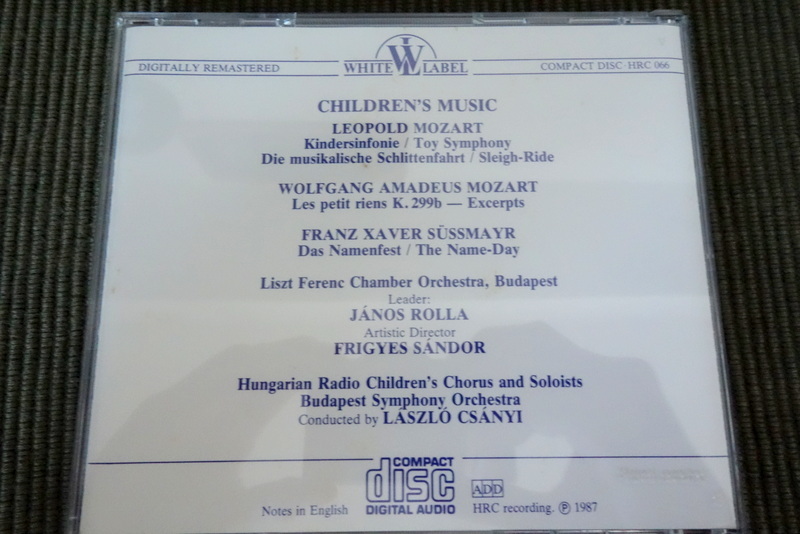 DIGITALLY REMASTERED
WHITE LABEL
COMPACT DISC-HRC 066
CHILDREN'S MUSIC
LEOPOLD MOZART
Kindersinfonie / Toy Symphony
Die musikalische Schlittenfahrt / Sleigh-Ride
WOLFGANG AMADEUS MOZART
Les petit riens K. 299b — Excerpts
FRANZ XAVER SÜSSMAYR
Das Namenfest / The Name-Day
Liszt Ferenc Chamber Orchestra, Budapest
Leader:
JÁNOS ROLLA
Artistic Director
FRIGYES SÁNDOR
Hungarian Radio Children's Chorus and Soloists
Budapest Symphony Orchestra
Conducted by LÁSZLÓ CSÁNYI
Notes in English
COMPACT
disc
DIGITAL AUDIO
ADD
HRC recording. ℗ 1987